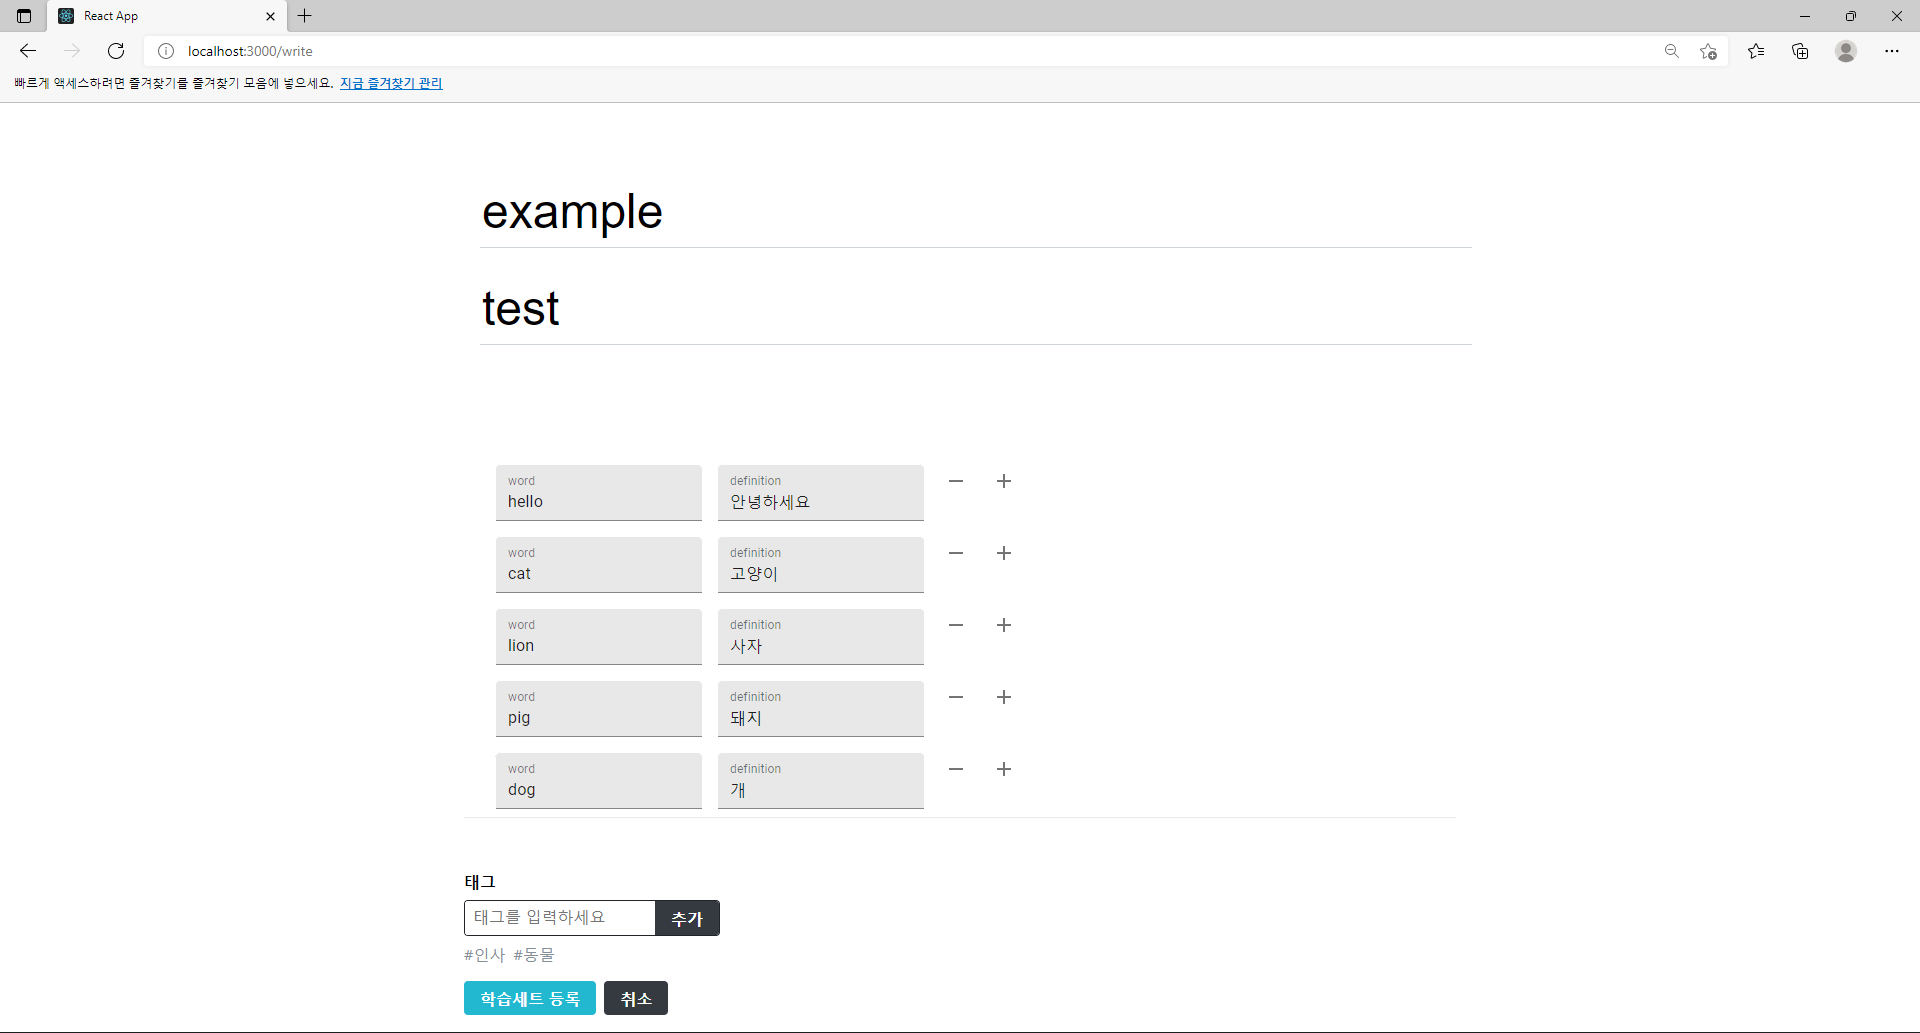 React App
localhost:3000/write
빠르게 액세스하려면 즐겨찾기를 즐겨찾기 모음에 넣으세요. 지금 즐겨찾기 관리
example
test
word definition
hello 안녕하세요
word definition
cat 고양이
word definition
lion 사자
word definition
pig 돼지
word definition
dog 개
태그
태그를 입력하세요 추가
#인사 #동물
학습세트 등록 취소